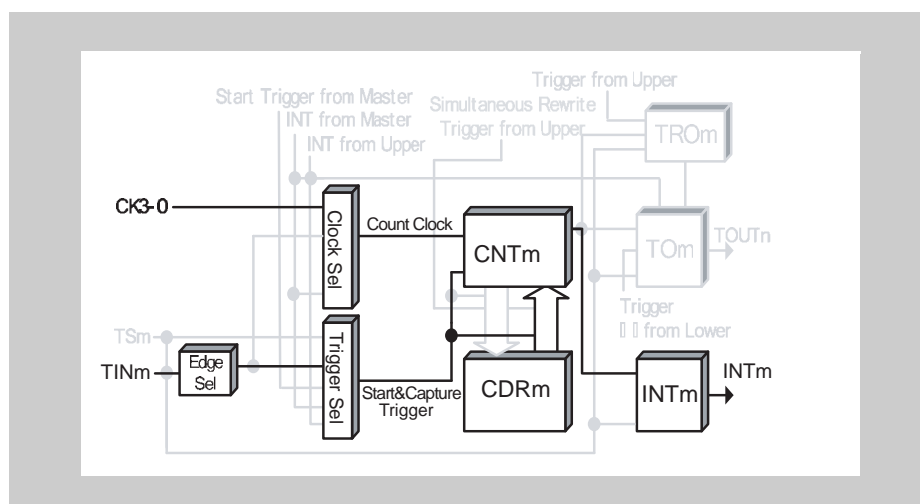 Trigger from Upper
Start Trigger from Master
Simultaneous Rewrite
Trigger from Upper
INT from Master
INT from Upper
TROm
CK3-0
Clock Sel
Count Clock
CNTm
TOm
TOUTn
Trigger
from Lower
TSm
TINm
Edge
Sel
Trigger Sel
Start&Capture
Trigger
CDRm
INTm
INTm